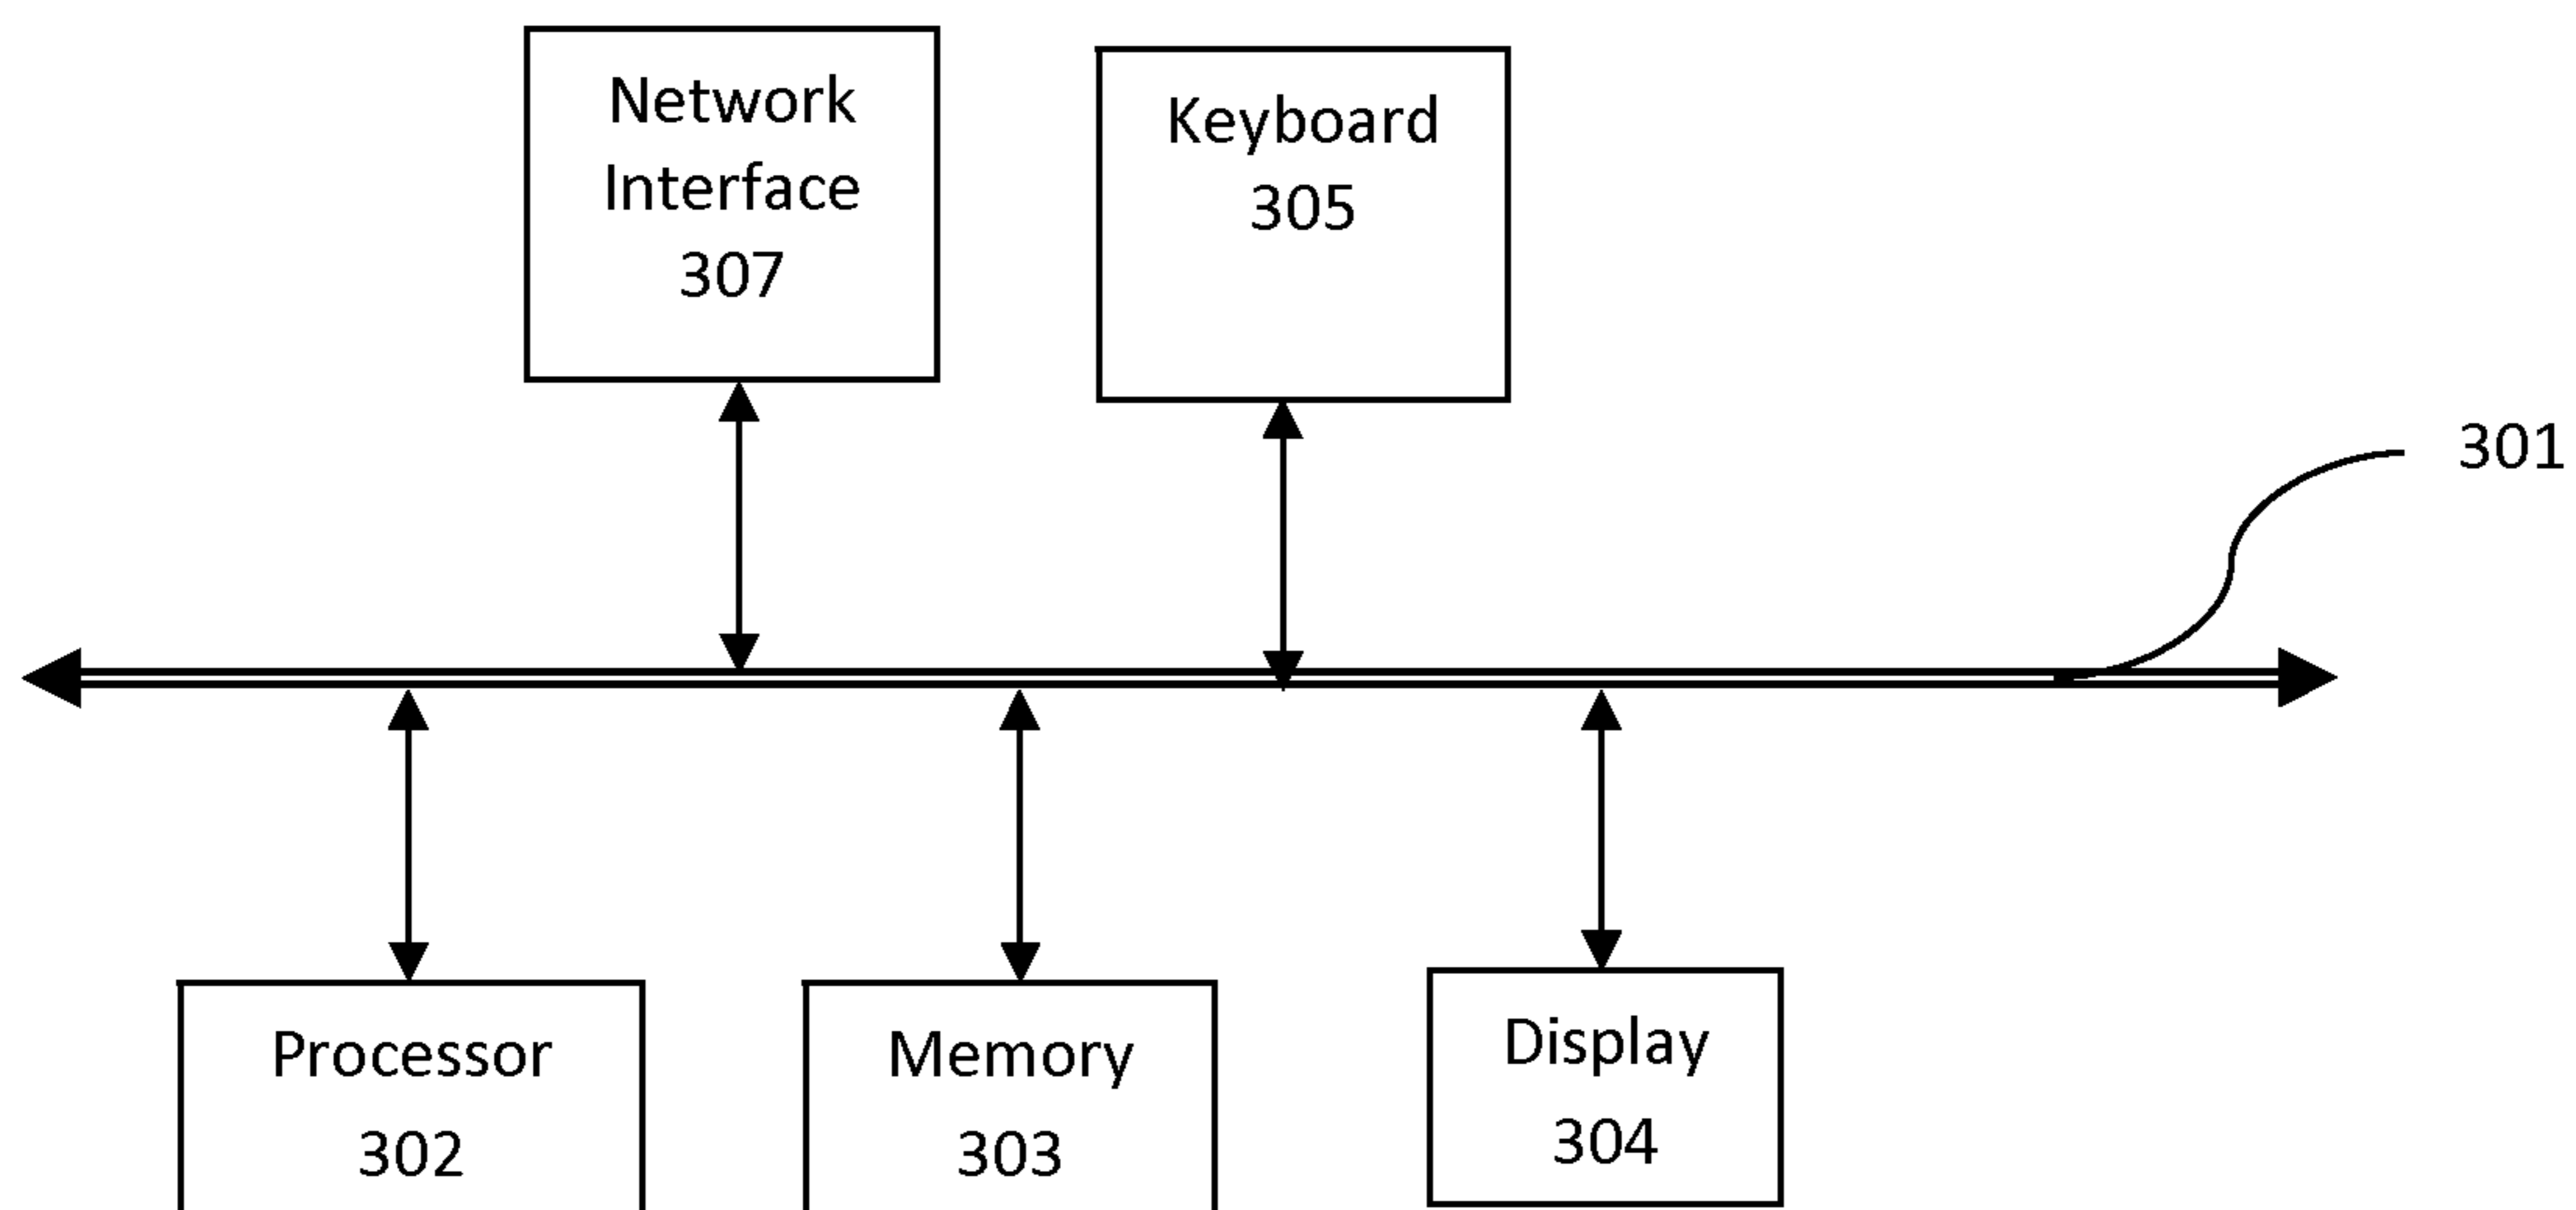 Network
Interface
307
Keyboard
305
301
Processor
302
Memory
303
Display
304